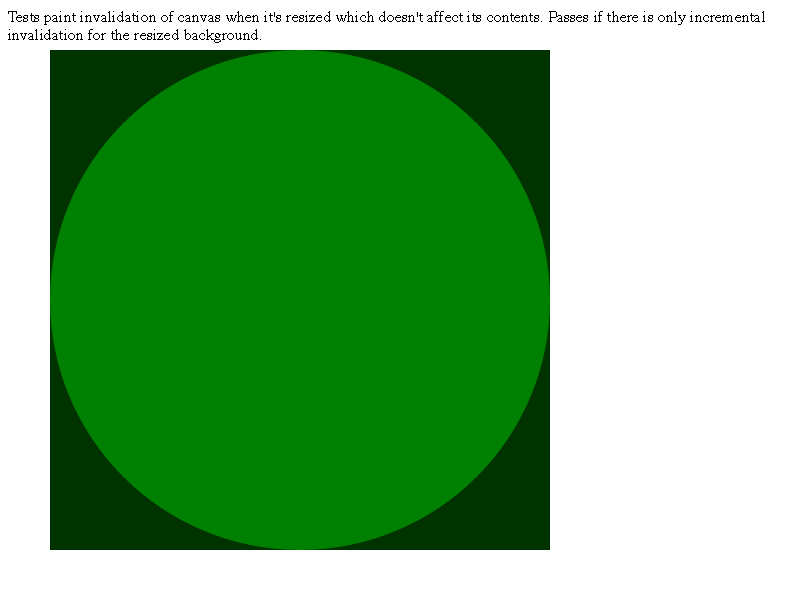 Tests paint invalidation of canvas when it's resized which doesn't affect its contents. Passes if there is only incremental
invalidation for the resized background.